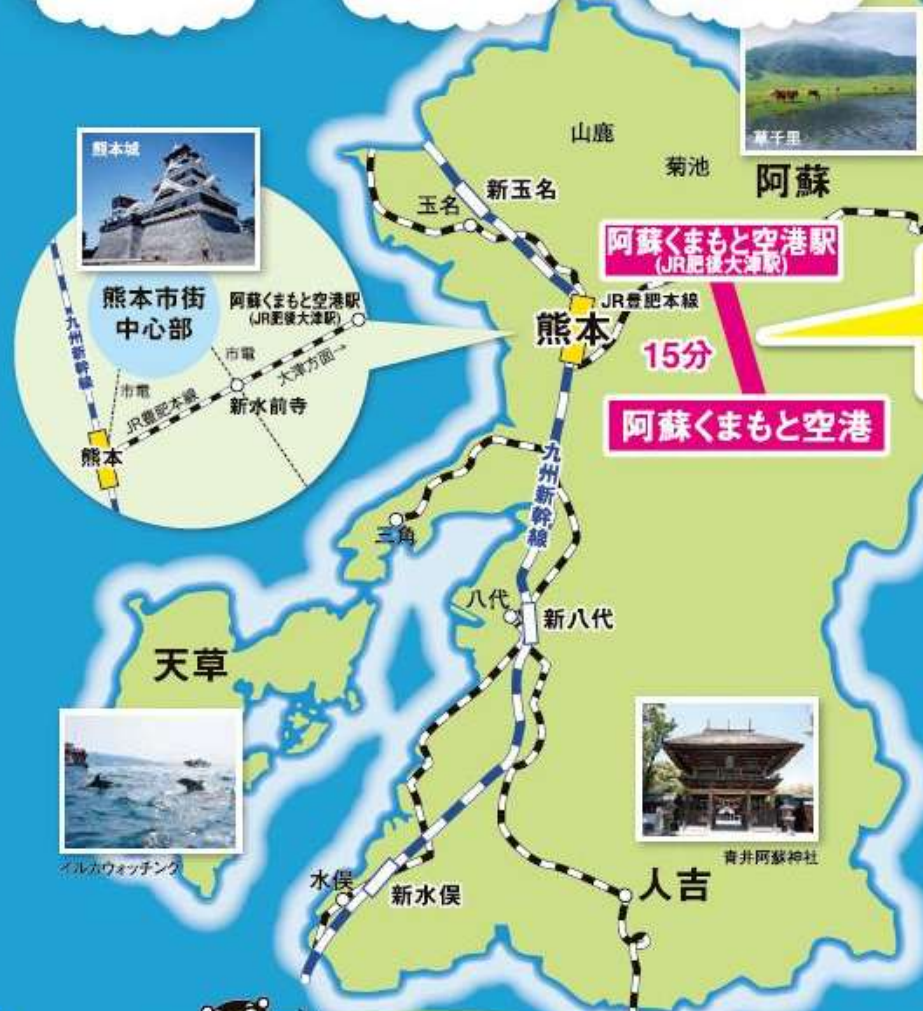 草千里
山鹿
菊池
阿蘇
熊本城
新玉名
玉名
阿蘇くまもと空港駅
(JR肥後大津駅)
JR豊肥本線
熊本
15分
阿蘇くまもと空港
熊本市街
中心部
阿蘇くまもと空港駅
(JR肥後大津駅)
九州新幹線
市電
大津方面→
市電
JR豊肥本線
新水前寺
熊本
九州新幹線
三角
八代
新八代
天草
イルカウォッチング
青井阿蘇神社
人吉
水俣
新水俣